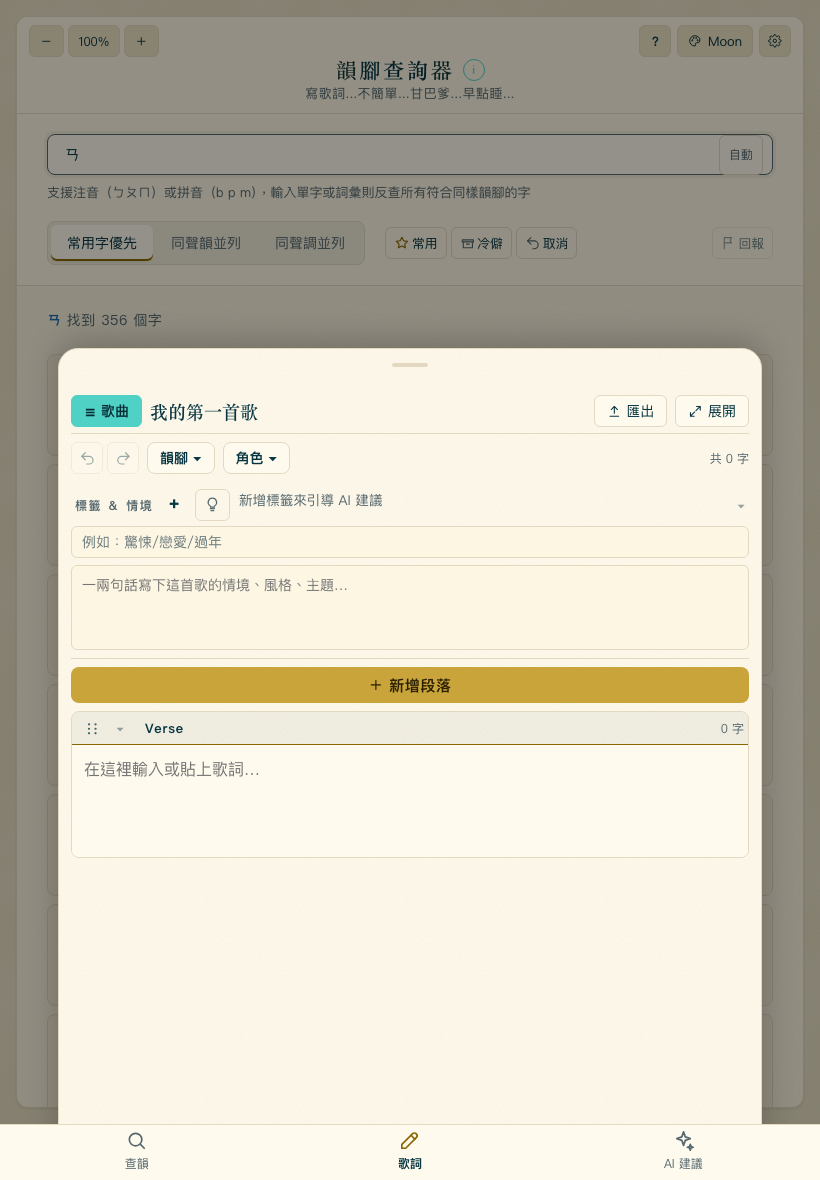 − 100% + ? Moon
韻腳查詢器 i
寫歌詞...不簡單...甘巴爹...早點睡...
ㄢ 自動
支援注音（ㄅㄆㄇ）或拼音（b p m），輸入單字或詞彙則反查所有符合同樣韻腳的字
常用字優先 同聲韻並列 同聲調並列 常用 冷僻 取消 回報
ㄢ 找到 356 個字
歌曲 我的第一首歌 匯出 展開
韻腳 角色 共 0 字
標籤 & 情境 + 新增標籤來引導 AI 建議
例如：驚悚/戀愛/過年
一兩句話寫下這首歌的情境、風格、主題…
+ 新增段落
Verse 0 字
在這裡輸入或貼上歌詞…
查韻 歌詞 AI 建議